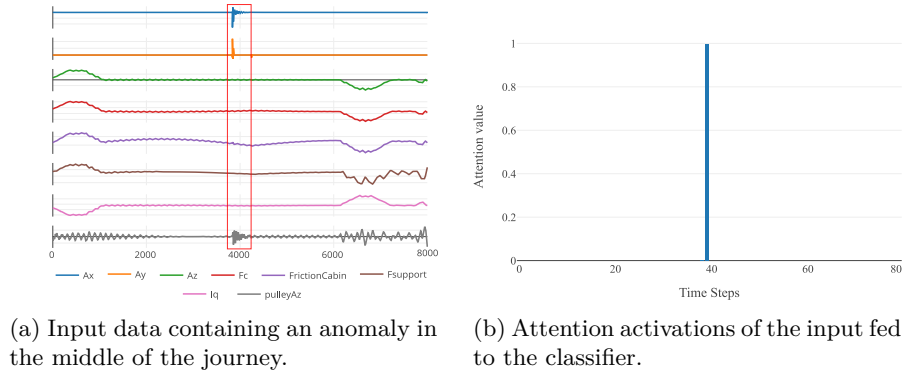 0 2000 4000 6000 8000
Ax Ay Az Fc FrictionCabin Fsupport
Iq pulleyAz
(a) Input data containing an anomaly in
the middle of the journey.
1
0.8
0.6
0.4
0.2
0
Attention value
0 20 40 60 80
Time Steps
(b) Attention activations of the input fed
to the classifier.